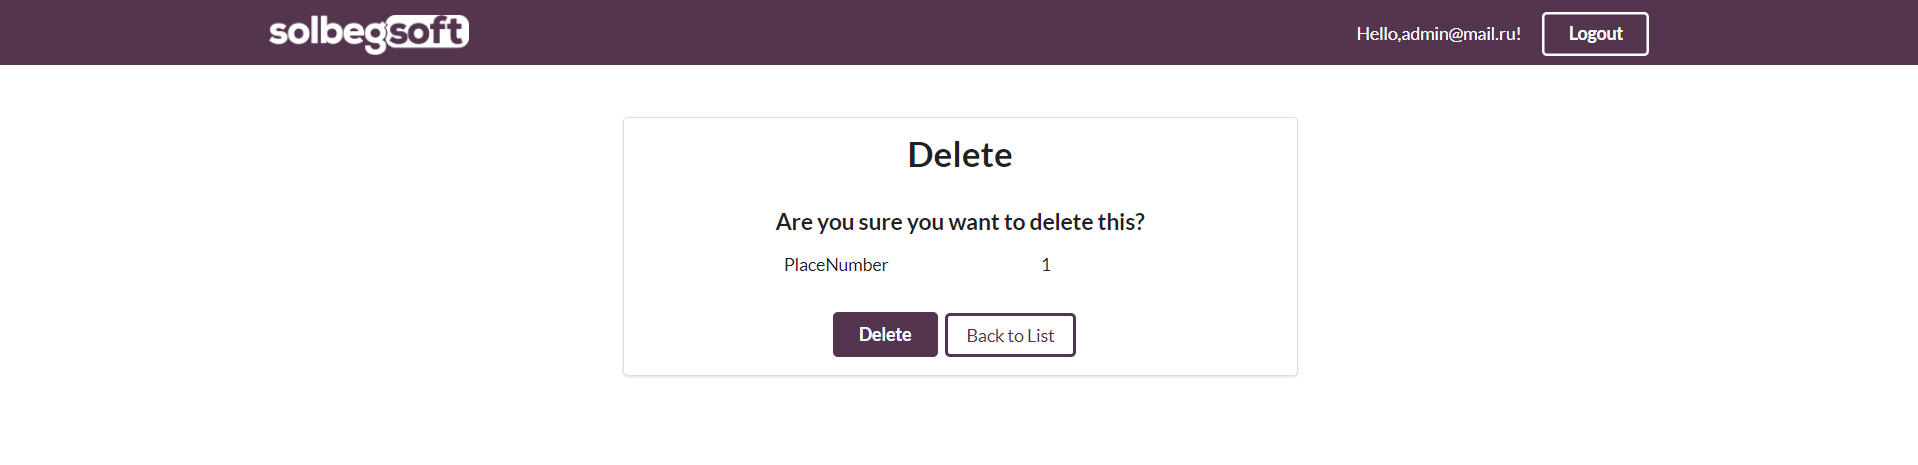 solbegsoft
Hello,admin@mail.ru!
Logout
Delete
Are you sure you want to delete this?
PlaceNumber 1
Delete
Back to List